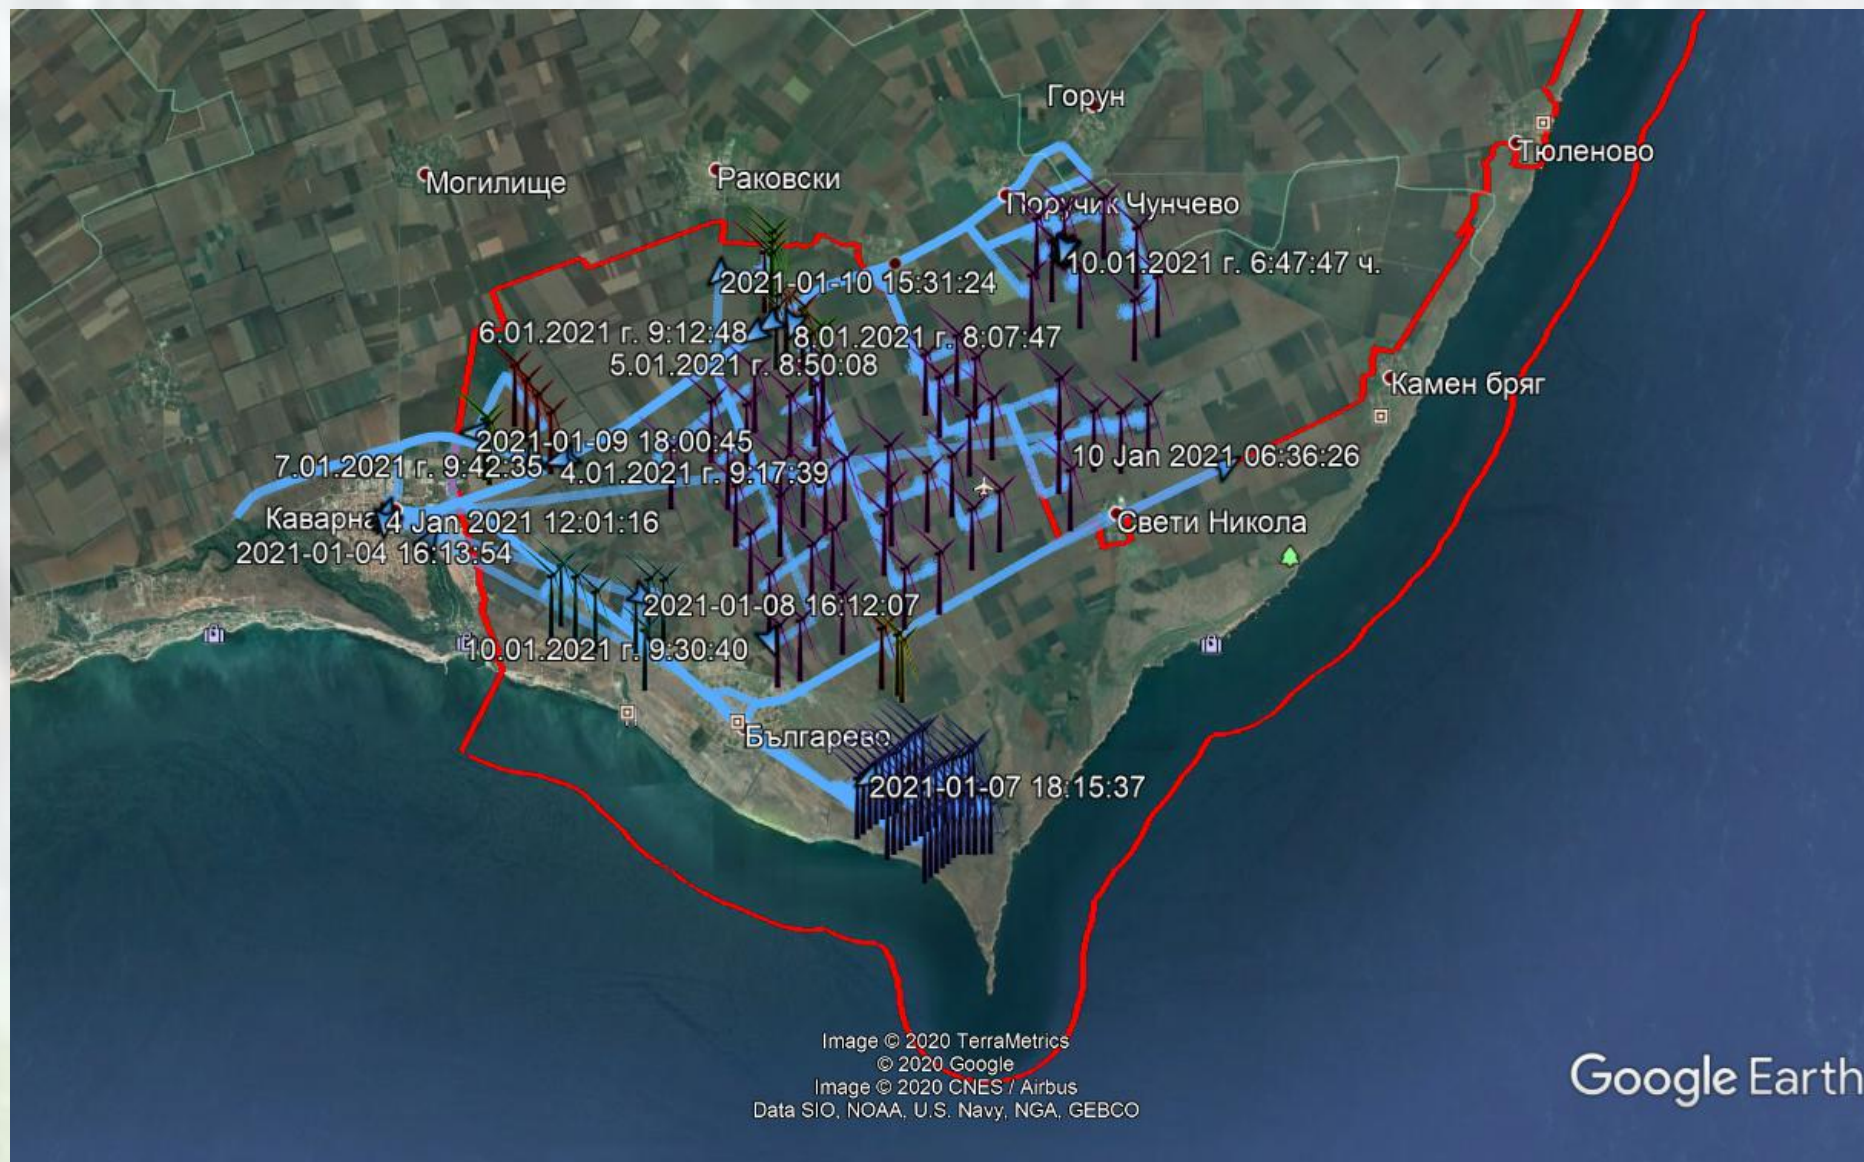 Горун
Тюленово
Могилище
Раковски
Поручик Чунчево
10.01.2021 г. 6:47:47 ч.
2021-01-10 15:31:24
6.01.2021 г. 9:12:48
8.01.2021 г. 8:07:47
5.01.2021 г. 8:50:08
Камен бряг
2021-01-09 18:00:45
10 Jan 2021 06:36:26
7.01.2021 г. 9:42:35
4.01.2021 г. 9:17:39
Каварна
4 Jan 2021 12:01:16
Свети Никола
2021-01-04 16:13:54
2021-01-08 16:12:07
10.01.2021 г. 9:30:40
Българево
2021-01-07 18:15:37
Image © 2020 TerraMetrics
© 2020 Google
Image © 2020 CNES / Airbus
Data SIO, NOAA, U.S. Navy, NGA, GEBCO
Google Earth